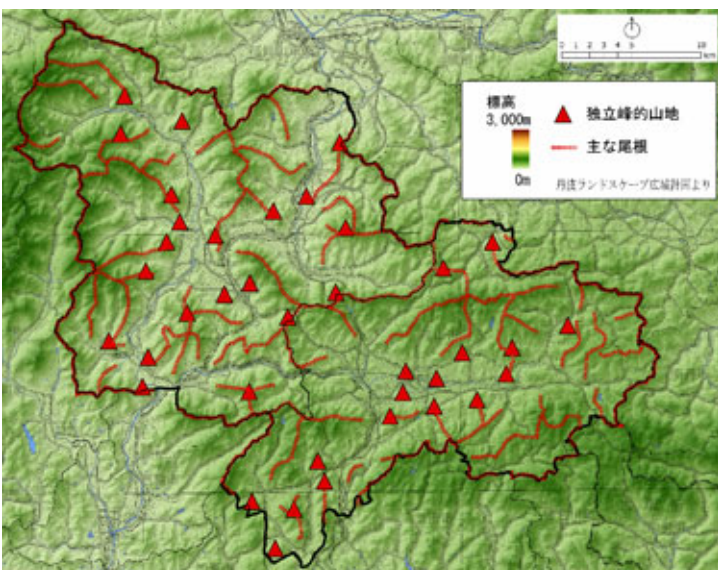 0 1 2 3 4 5 10
km
標高
3,000m
0m
独立峰的山地
主な尾根
丹波ランドスケープ広域計画より